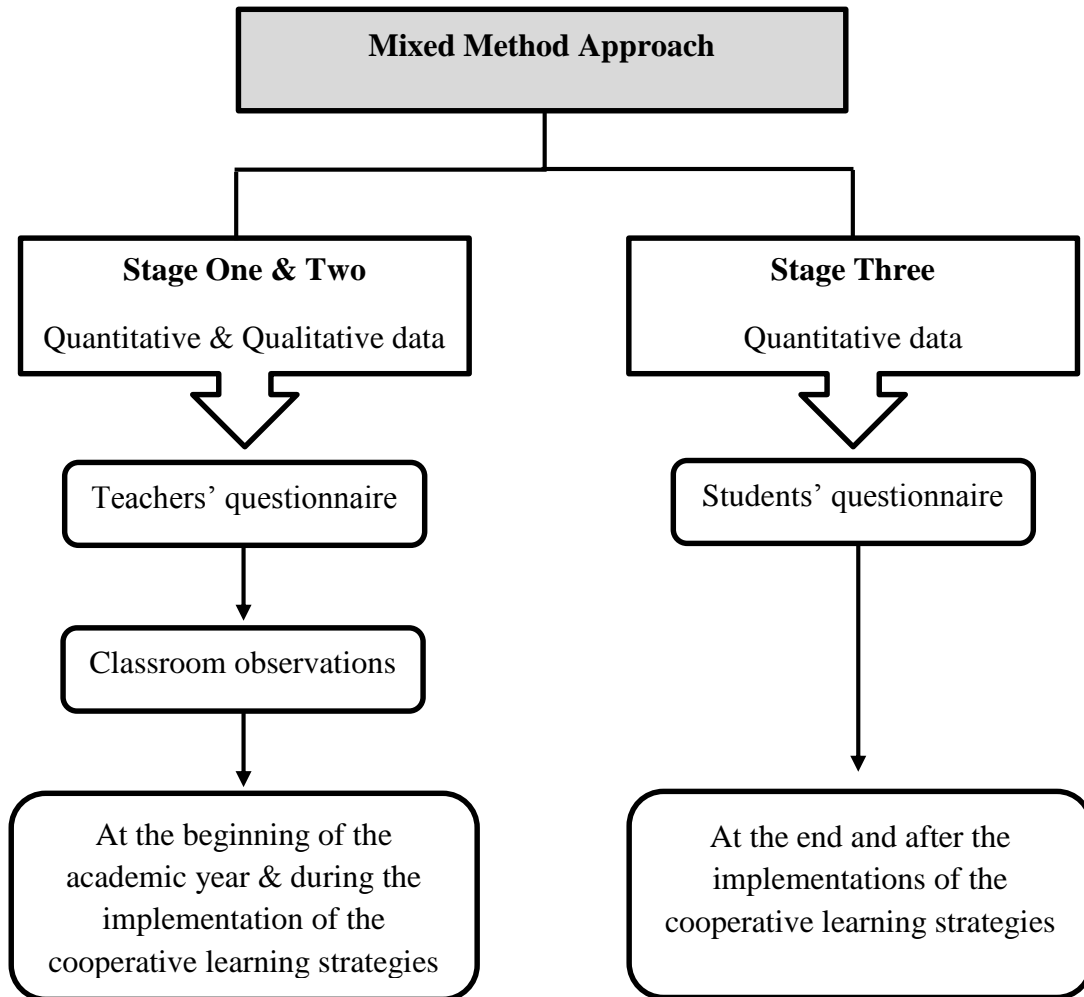 Mixed Method Approach
Stage One & Two
Quantitative & Qualitative data
Teachers’ questionnaire
Classroom observations
At the beginning of the
academic year & during the
implementation of the
cooperative learning strategies
Stage Three
Quantitative data
Students’ questionnaire
At the end and after the
implementations of the
cooperative learning strategies